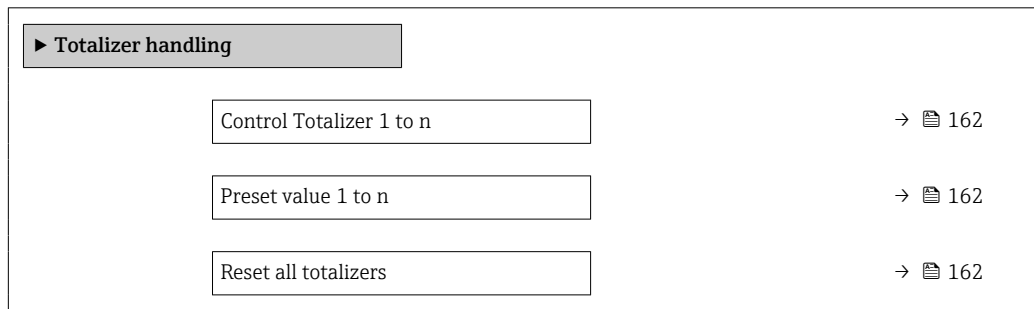 ▶ Totalizer handling
Control Totalizer 1 to n → 162
Preset value 1 to n → 162
Reset all totalizers → 162